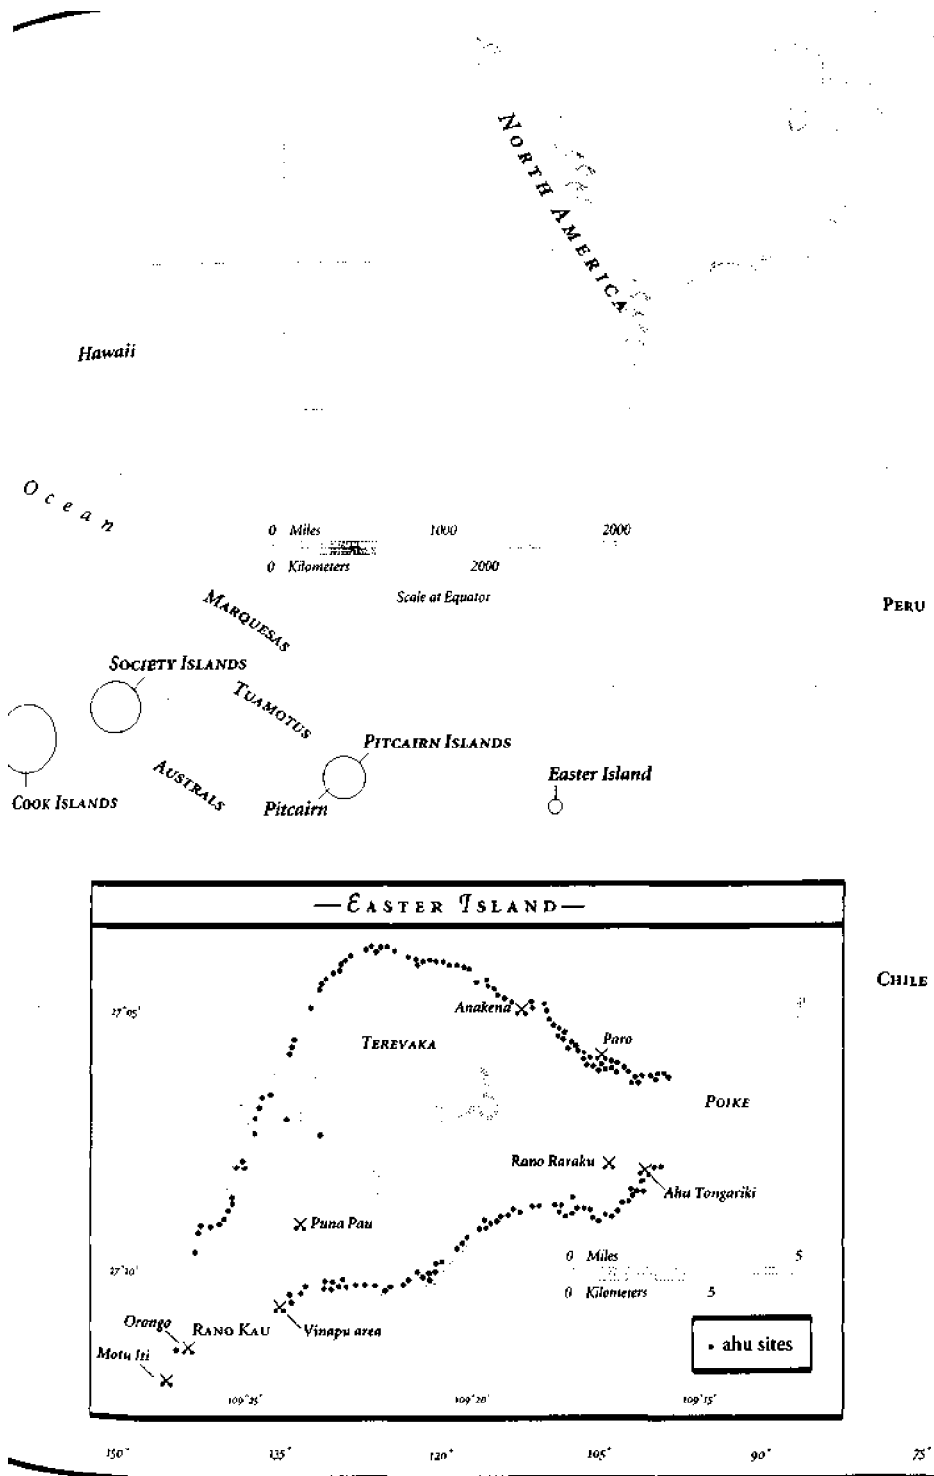 NORTH AMERICA
Hawaii
Ocean
0 Miles 1000 2000
0 Kilometers 2000
Scale at Equator
MARQUESAS
PERU
SOCIETY ISLANDS
TUAMOTUS
PITCAIRN ISLANDS
AUSTRALS
Easter Island
COOK ISLANDS
Pitcairn
—EASTER ISLAND—
CHILE
27°05'
Anakena
TEREVAKA
Paro
POIKE
Rano Raraku
Ahu Tongariki
Puna Pau
0 Miles 5
27°10'
0 Kilometers 5
Orongo
RANO KAU
Vinapu area
Motu Iti
• ahu sites
109°25' 109°20' 109°15'
150° 135° 120° 105° 90° 75°